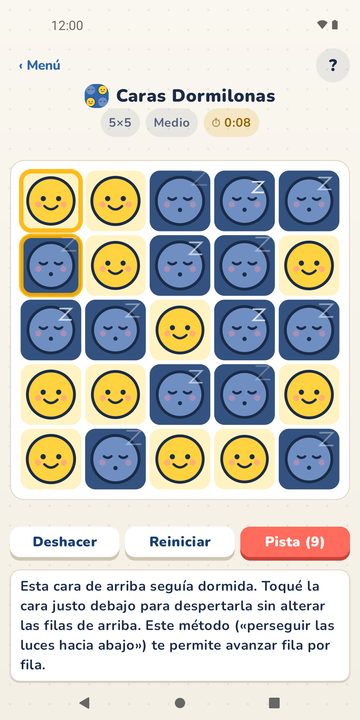 12:00
‹ Menú
?
Caras Dormilonas
5×5
Medio
⏱ 0:08
Deshacer
Reiniciar
Pista (9)
Esta cara de arriba seguía dormida. Toqué la
cara justo debajo para despertarla sin alterar
las filas de arriba. Este método («perseguir las
luces hacia abajo») te permite avanzar fila por
fila.